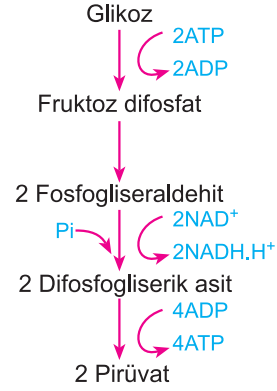 Glikoz
2ATP
2ADP
Fruktoz difosfat
2 Fosfogliseraldehit
Pi
2NAD⁺
2NADH.H⁺
2 Difosfogliserik asit
4ADP
4ATP
2 Pirüvat